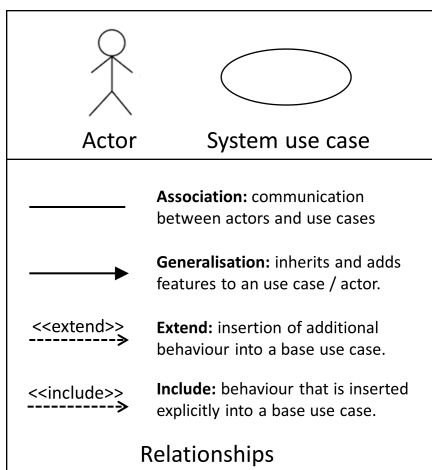 Actor System use case
Association: communication
between actors and use cases
Generalisation: inherits and adds
features to an use case / actor.
<<extend>> Extend: insertion of additional
behaviour into a base use case.
<<include>> Include: behaviour that is inserted
explicitly into a base use case.
Relationships